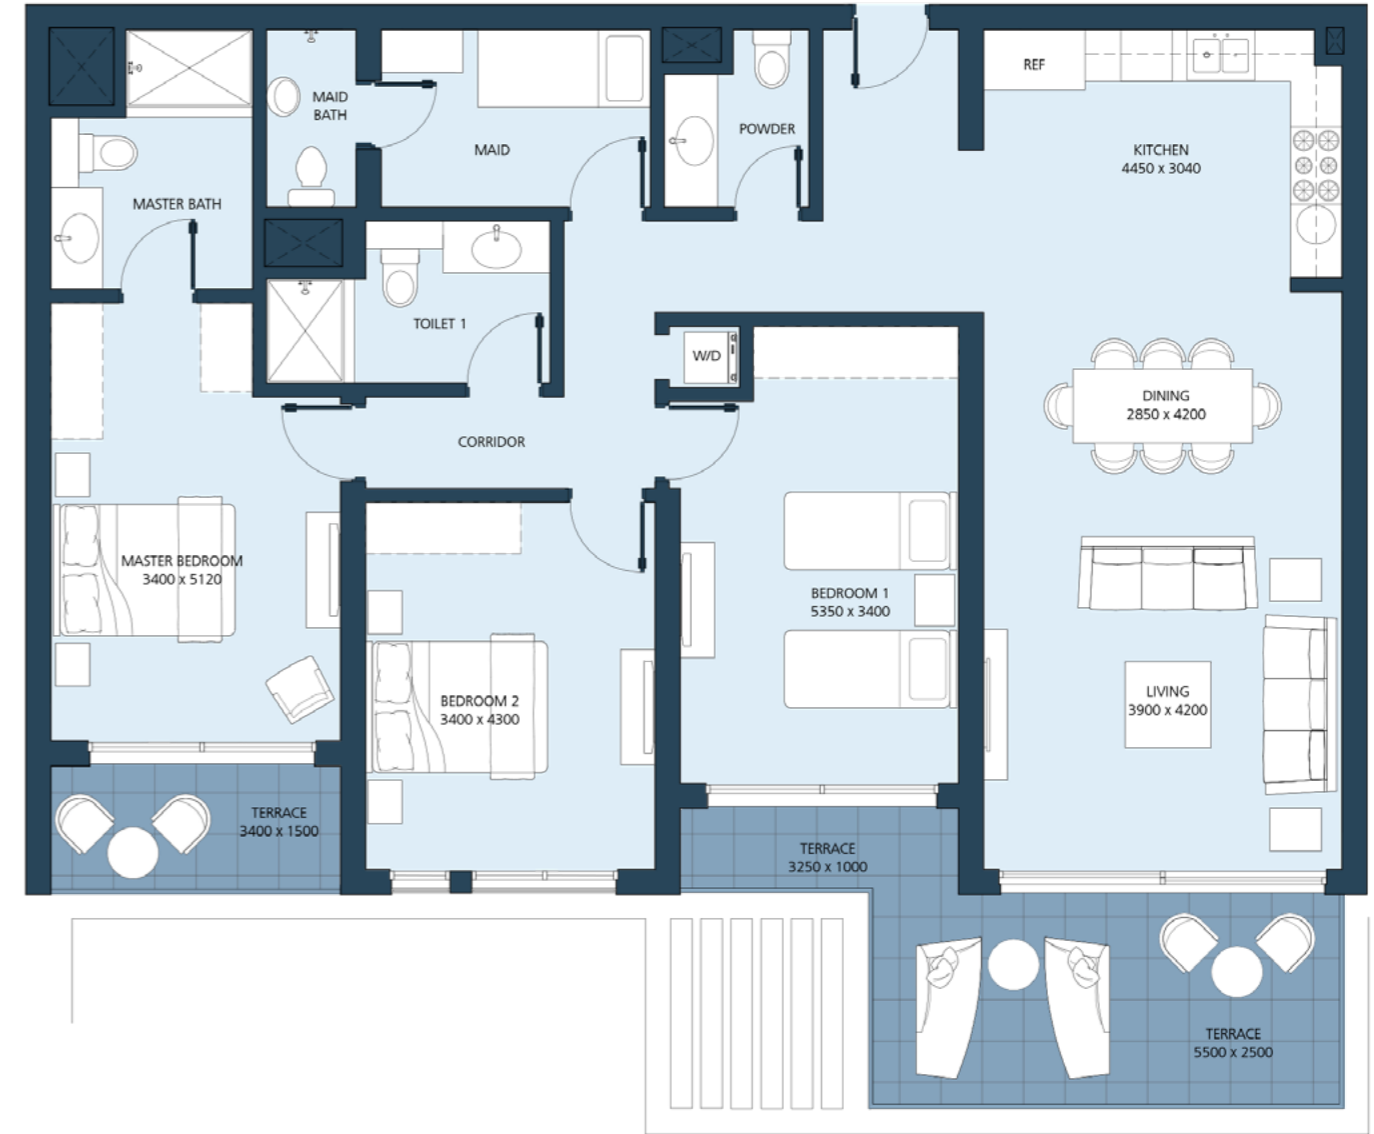 REF
MAID
BATH
POWDER
MAID
KITCHEN
4450 x 3040
MASTER BATH
TOILET 1
W/D
DINING
2850 x 4200
CORRIDOR
MASTER BEDROOM
3400 x 5120
BEDROOM 1
5350 x 3400
BEDROOM 2
3400 x 4300
LIVING
3900 x 4200
TERRACE
3400 x 1500
TERRACE
3250 x 1000
TERRACE
5500 x 2500